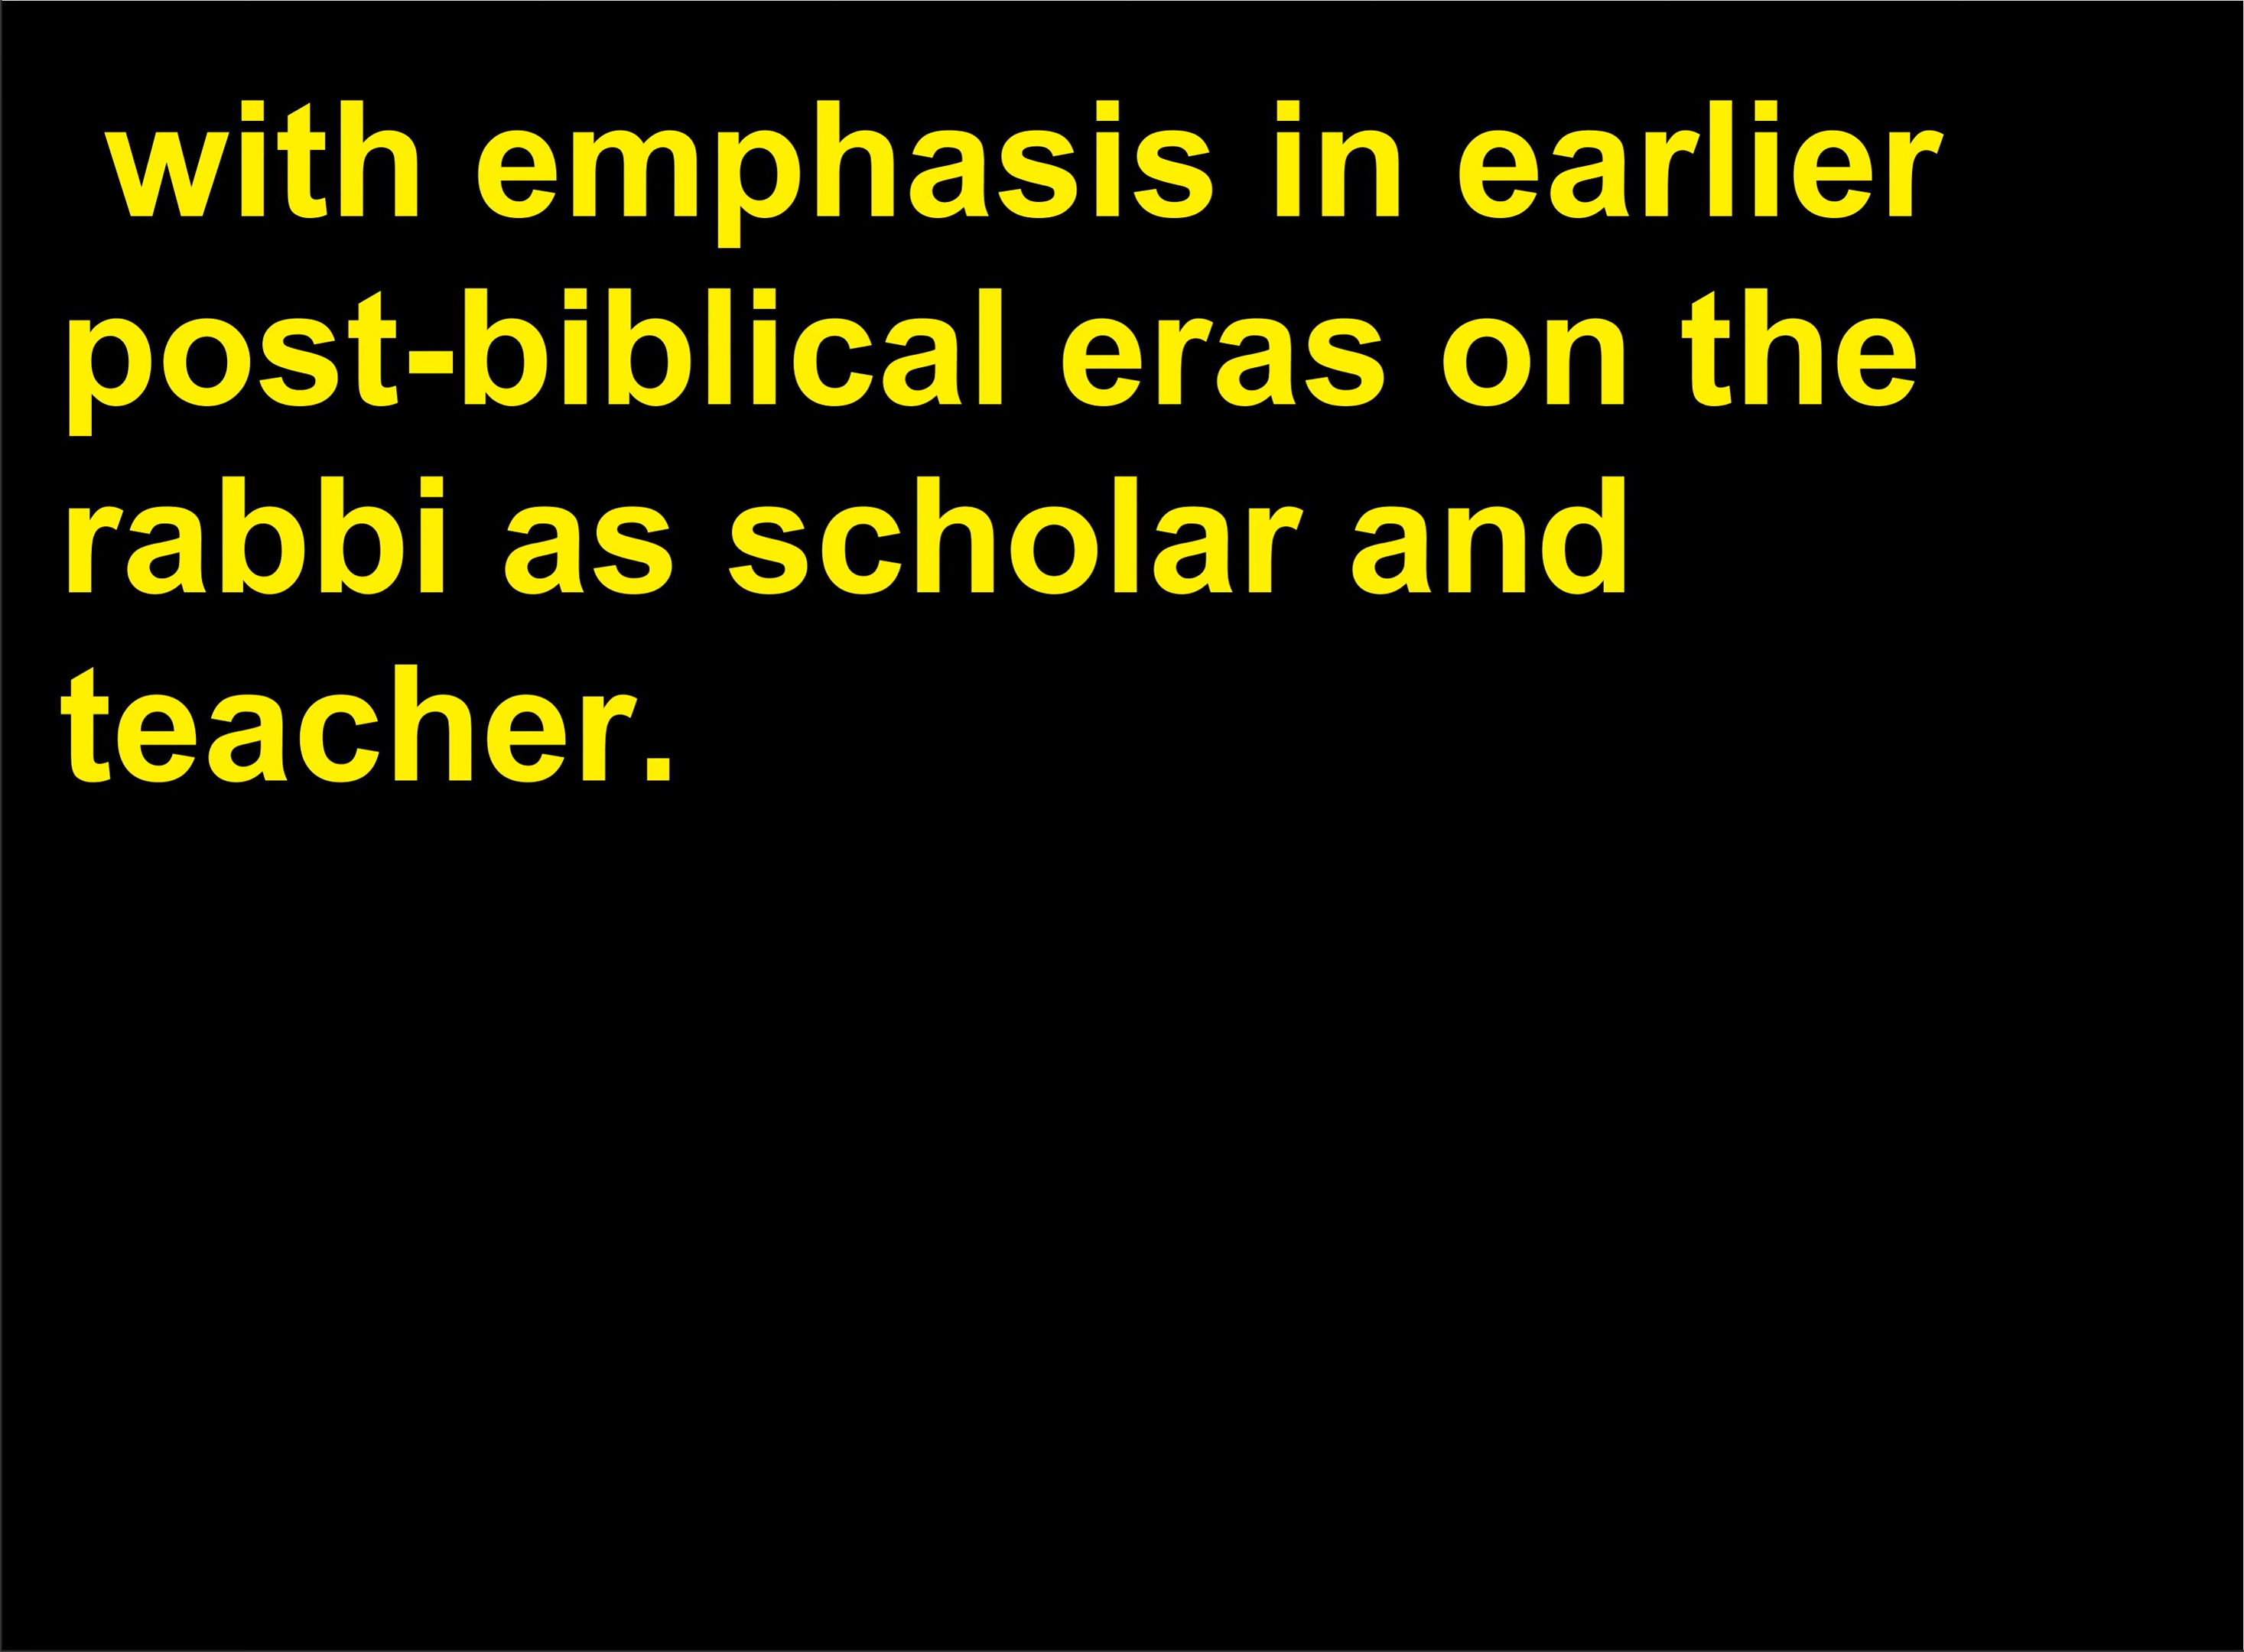 with emphasis in earlier
post-biblical eras on the
rabbi as scholar and
teacher.